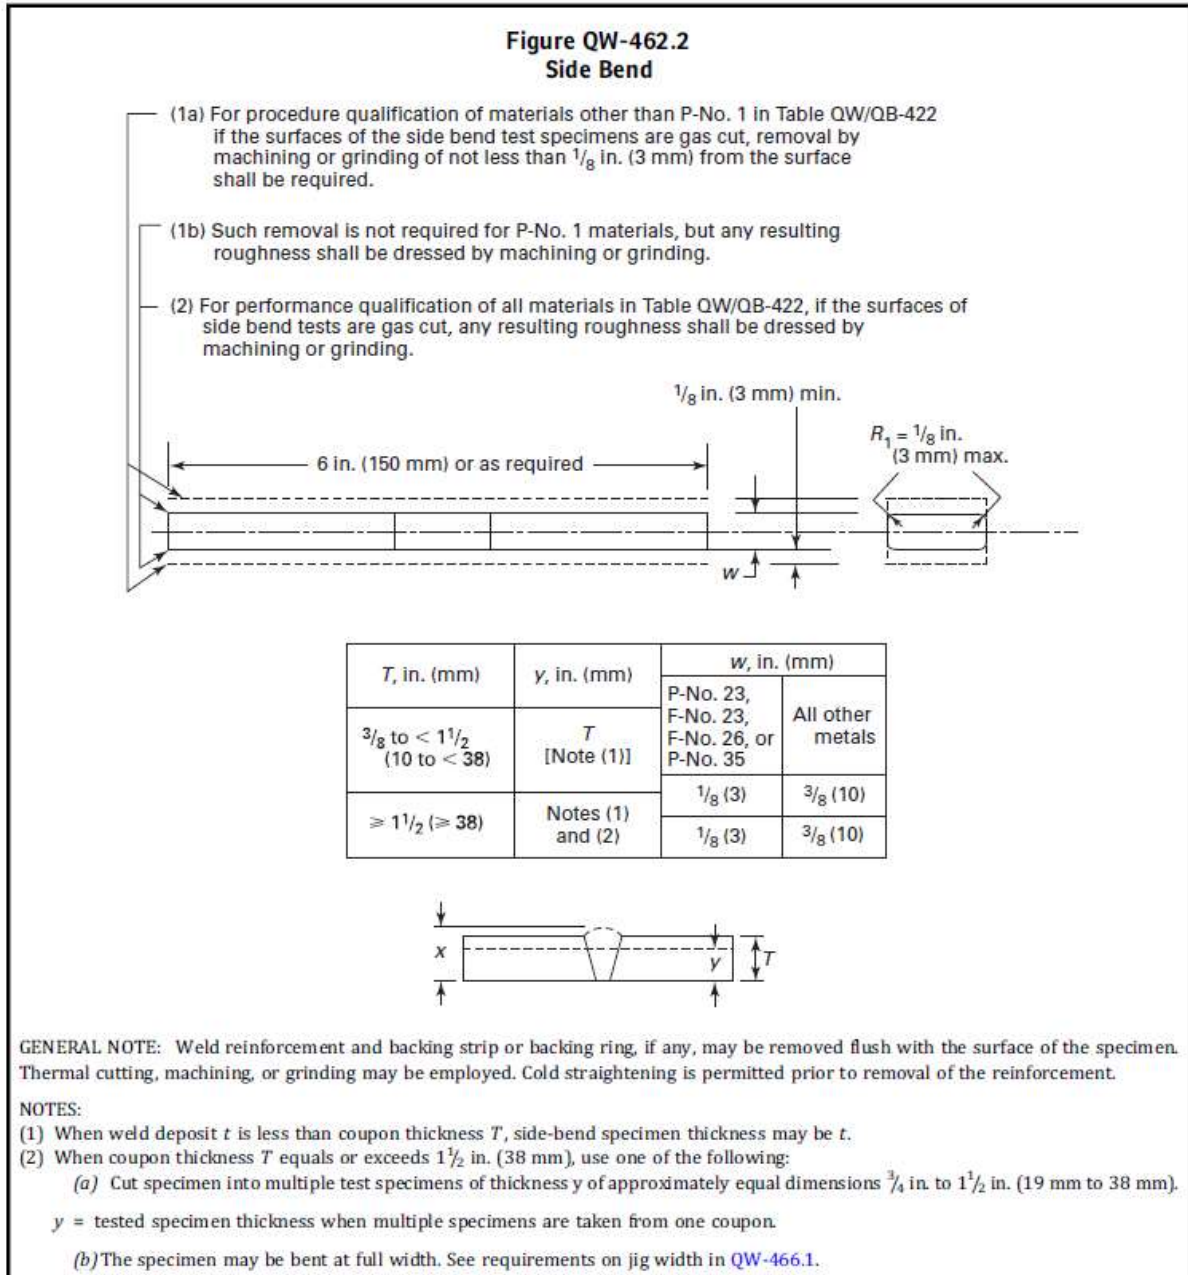 Figure QW-462.2
Side Bend
(1a) For procedure qualification of materials other than P-No. 1 in Table QW/QB-422
if the surfaces of the side bend test specimens are gas cut, removal by
machining or grinding of not less than 1/8 in. (3 mm) from the surface
shall be required.
(1b) Such removal is not required for P-No. 1 materials, but any resulting
roughness shall be dressed by machining or grinding.
(2) For performance qualification of all materials in Table QW/QB-422, if the surfaces of
side bend tests are gas cut, any resulting roughness shall be dressed by
machining or grinding.
1/8 in. (3 mm) min.
R1 = 1/8 in.
(3 mm) max.
6 in. (150 mm) or as required
w
T, in. (mm)
y, in. (mm)
w, in. (mm)
P-No. 23,
F-No. 23,
F-No. 26, or
P-No. 35
All other
metals
3/8 to < 1 1/2
(10 to < 38)
T
[Note (1)]
1/8 (3)
3/8 (10)
⩾ 1 1/2 (⩾ 38)
Notes (1)
and (2)
1/8 (3)
3/8 (10)
x
y
T
GENERAL NOTE: Weld reinforcement and backing strip or backing ring, if any, may be removed flush with the surface of the specimen.
Thermal cutting, machining, or grinding may be employed. Cold straightening is permitted prior to removal of the reinforcement.
NOTES:
(1) When weld deposit t is less than coupon thickness T, side-bend specimen thickness may be t.
(2) When coupon thickness T equals or exceeds 1 1/2 in. (38 mm), use one of the following:
(a) Cut specimen into multiple test specimens of thickness y of approximately equal dimensions 3/4 in. to 1 1/2 in. (19 mm to 38 mm).
y = tested specimen thickness when multiple specimens are taken from one coupon.
(b) The specimen may be bent at full width. See requirements on jig width in QW-466.1.